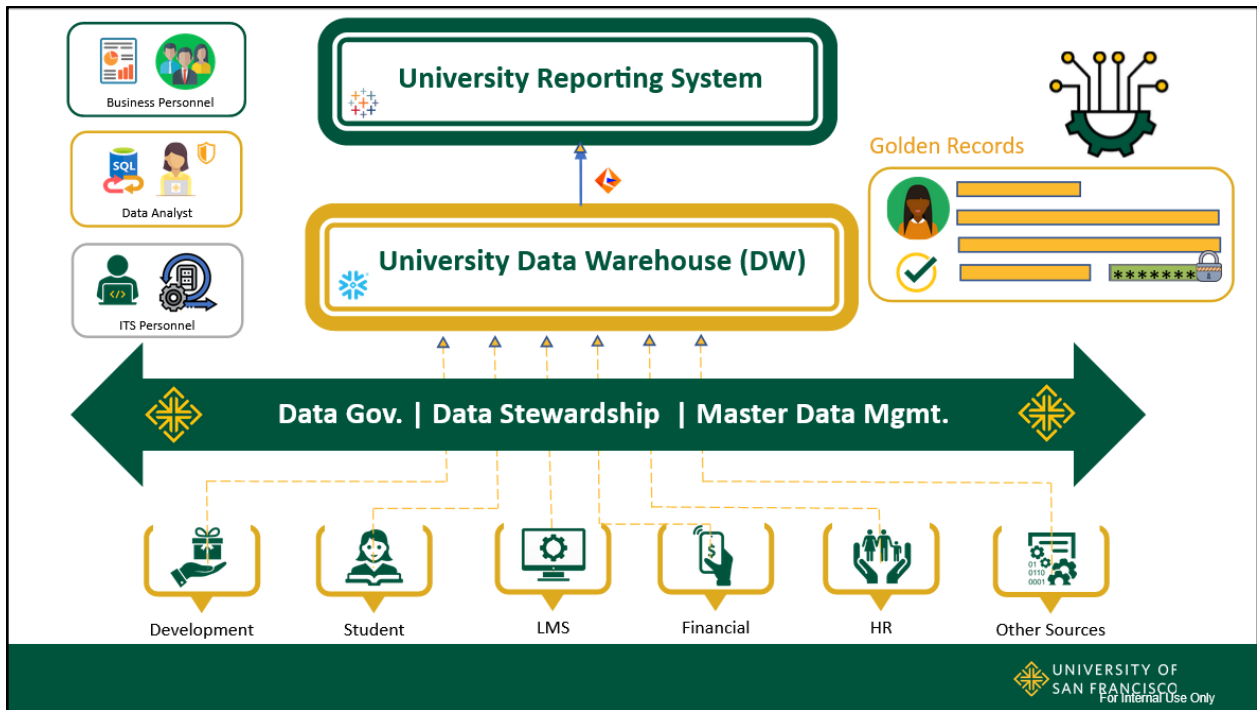 Business Personnel
SQL
Data Analyst
</>
ITS Personnel
University Reporting System
University Data Warehouse (DW)
Golden Records
*******
Data Gov. | Data Stewardship | Master Data Mgmt.
$
01
0110
0001
Development
Student
LMS
Financial
HR
Other Sources
UNIVERSITY OF
SAN FRANCISCO
For Internal Use Only